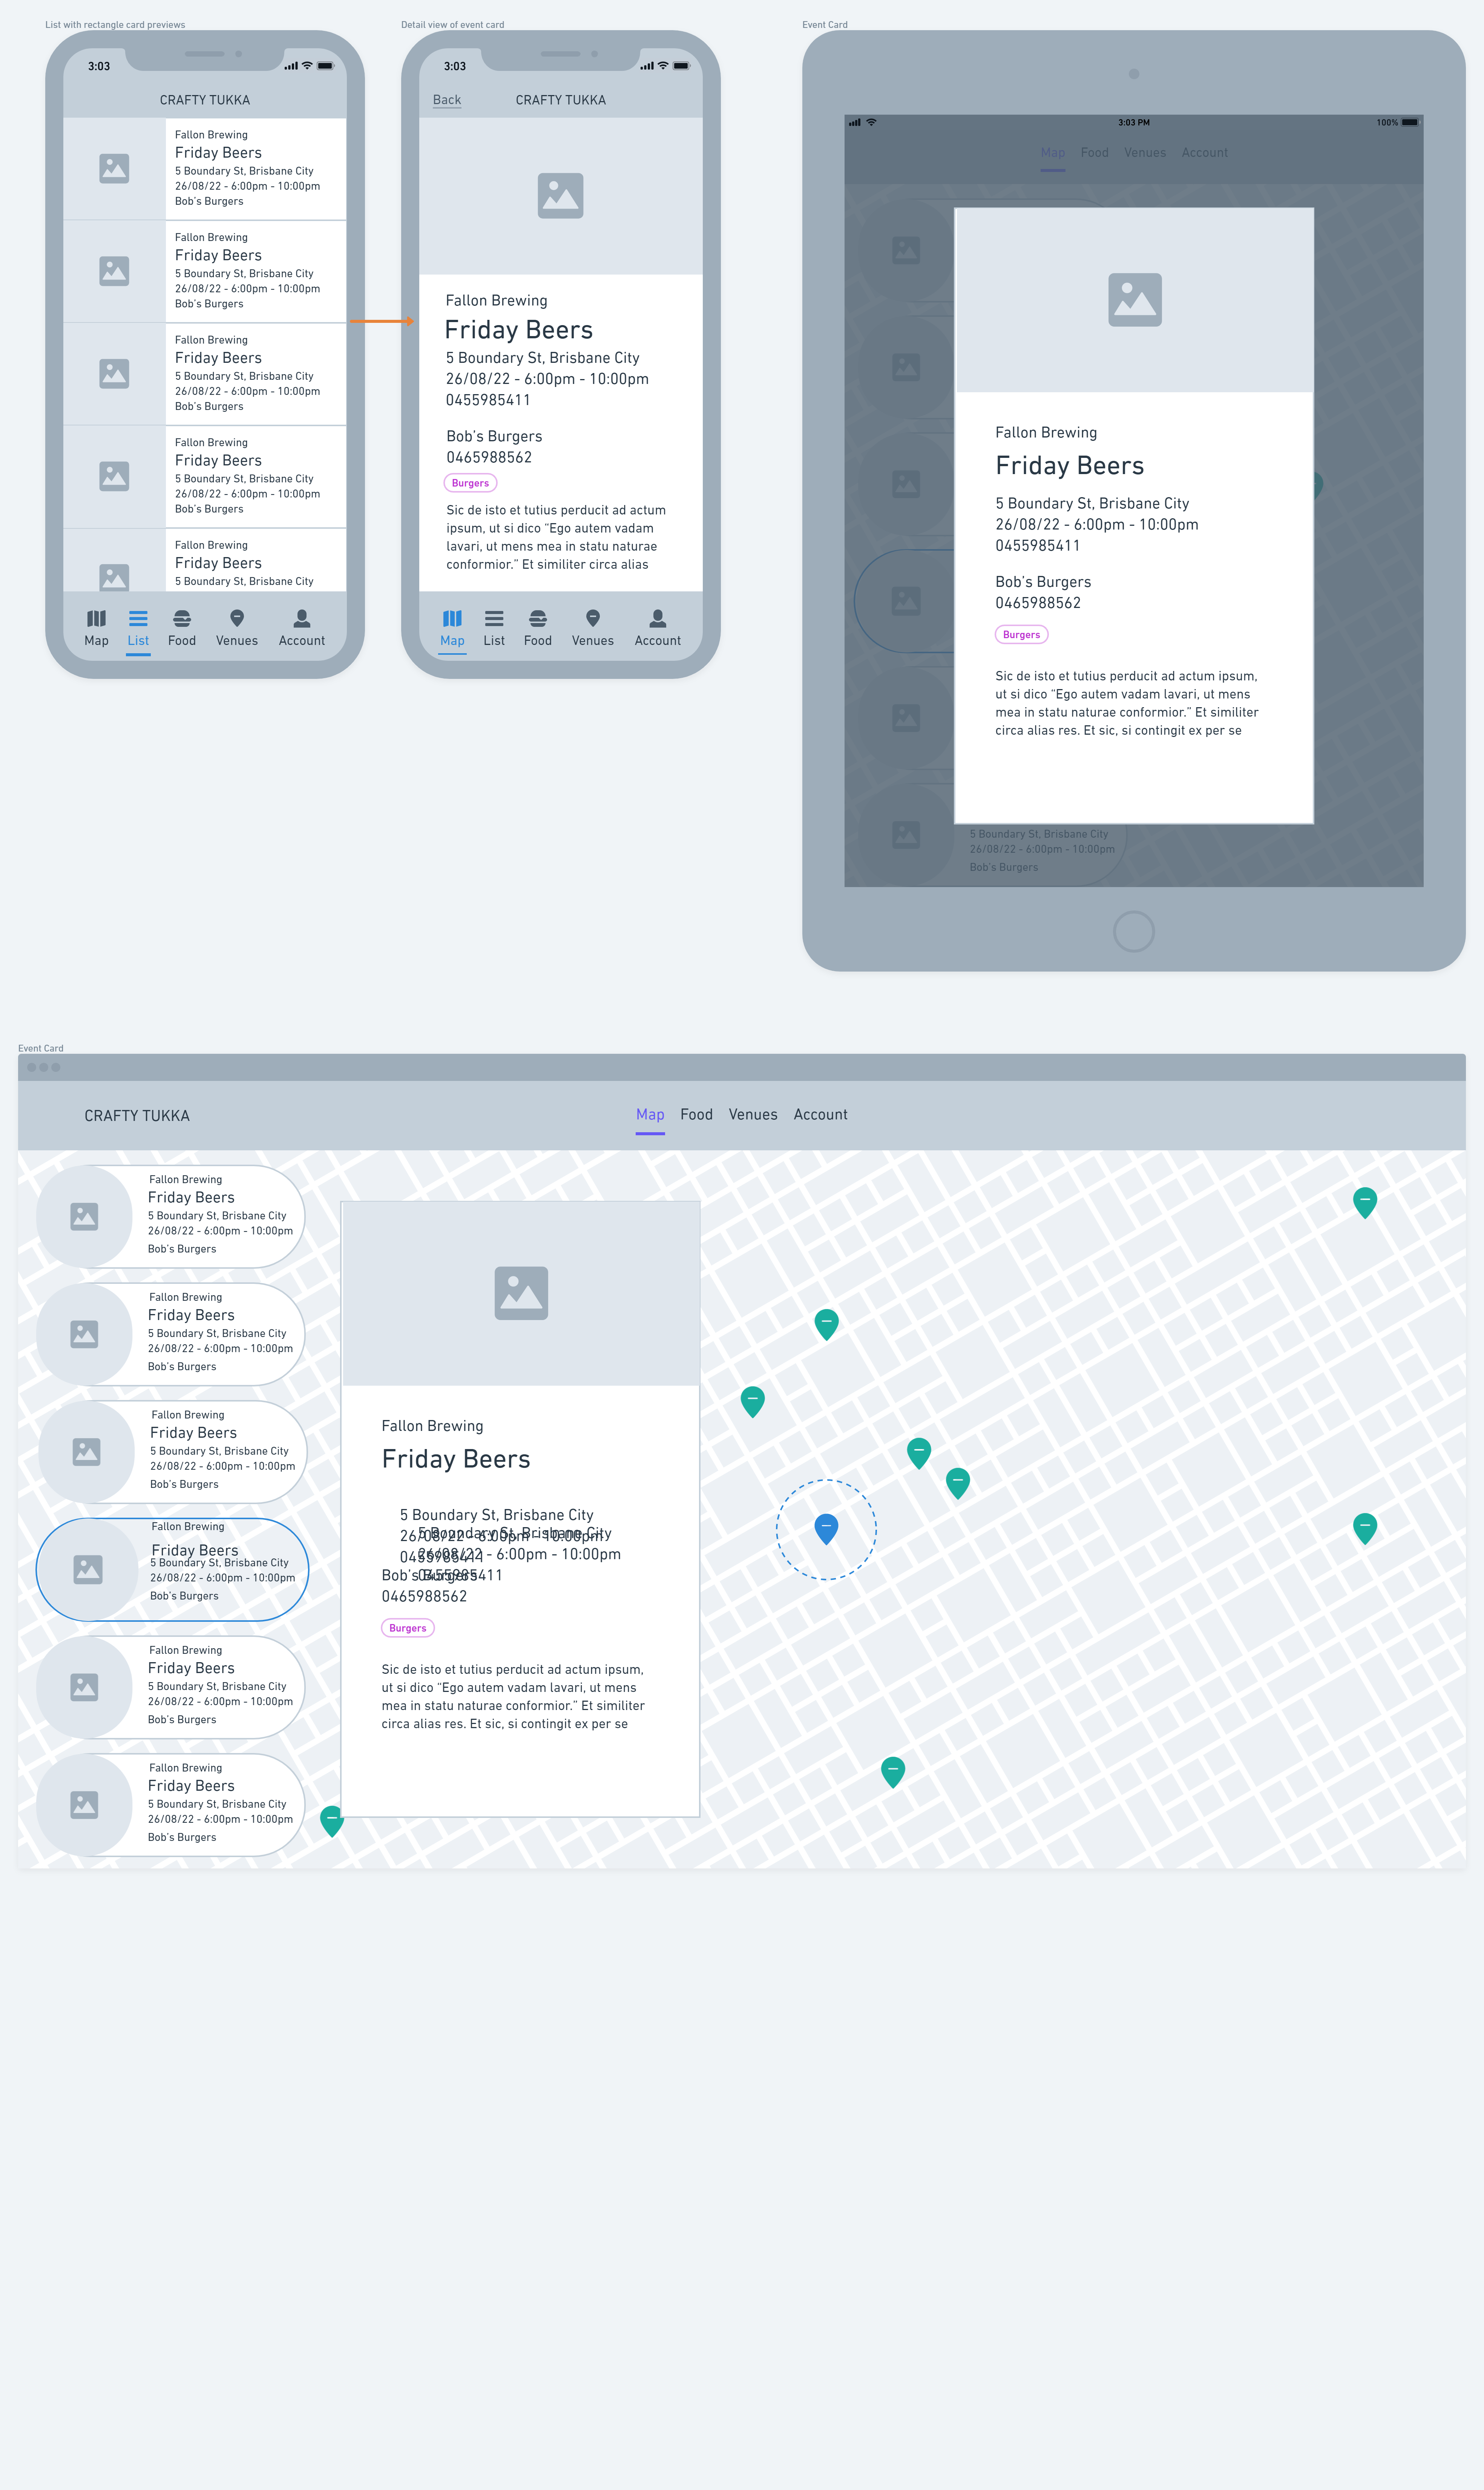 List with rectangle card previews
3:03
CRAFTY TUKKA
Fallon Brewing
Friday Beers
5 Boundary St, Brisbane City
26/08/22 - 6:00pm - 10:00pm
Bob's Burgers
Fallon Brewing
Friday Beers
5 Boundary St, Brisbane City
26/08/22 - 6:00pm - 10:00pm
Bob's Burgers
Fallon Brewing
Friday Beers
5 Boundary St, Brisbane City
26/08/22 - 6:00pm - 10:00pm
Bob's Burgers
Fallon Brewing
Friday Beers
5 Boundary St, Brisbane City
26/08/22 - 6:00pm - 10:00pm
Bob's Burgers
Fallon Brewing
Friday Beers
5 Boundary St, Brisbane City
Map List Food Venues Account
Detail view of event card
3:03
Back CRAFTY TUKKA
Fallon Brewing
Friday Beers
5 Boundary St, Brisbane City
26/08/22 - 6:00pm - 10:00pm
0455985411
Bob's Burgers
0465988562
Burgers
Sic de isto et tutius perducit ad actum
ipsum, ut si dico “Ego autem vadam
lavari, ut mens mea in statu naturae
conformior.” Et similiter circa alias
Map List Food Venues Account
Event Card
3:03 PM 100%
Map Food Venues Account
Fallon Brewing
Friday Beers
5 Boundary St, Brisbane City
26/08/22 - 6:00pm - 10:00pm
0455985411
Bob's Burgers
0465988562
Burgers
Sic de isto et tutius perducit ad actum ipsum,
ut si dico “Ego autem vadam lavari, ut mens
mea in statu naturae conformior.” Et similiter
circa alias res. Et sic, si contingit ex per se
5 Boundary St, Brisbane City
26/08/22 - 6:00pm - 10:00pm
Bob's Burgers
Event Card
CRAFTY TUKKA Map Food Venues Account
Fallon Brewing
Friday Beers
5 Boundary St, Brisbane City
26/08/22 - 6:00pm - 10:00pm
Bob's Burgers
Fallon Brewing
Friday Beers
5 Boundary St, Brisbane City
26/08/22 - 6:00pm - 10:00pm
Bob's Burgers
Fallon Brewing
Friday Beers
5 Boundary St, Brisbane City
26/08/22 - 6:00pm - 10:00pm
Bob's Burgers
Fallon Brewing
Friday Beers
5 Boundary St, Brisbane City
26/08/22 - 6:00pm - 10:00pm
Bob's Burgers
Fallon Brewing
Friday Beers
5 Boundary St, Brisbane City
26/08/22 - 6:00pm - 10:00pm
Bob's Burgers
Fallon Brewing
Friday Beers
5 Boundary St, Brisbane City
26/08/22 - 6:00pm - 10:00pm
Bob's Burgers
Fallon Brewing
Friday Beers
5 Boundary St, Brisbane City
26/08/22 - 6:00pm - 10:00pm
0455985411
5 Boundary St, Brisbane City
26/08/22 - 6:00pm - 10:00pm
0455985411
Bob's Burgers
0465988562
Burgers
Sic de isto et tutius perducit ad actum ipsum,
ut si dico “Ego autem vadam lavari, ut mens
mea in statu naturae conformior.” Et similiter
circa alias res. Et sic, si contingit ex per se